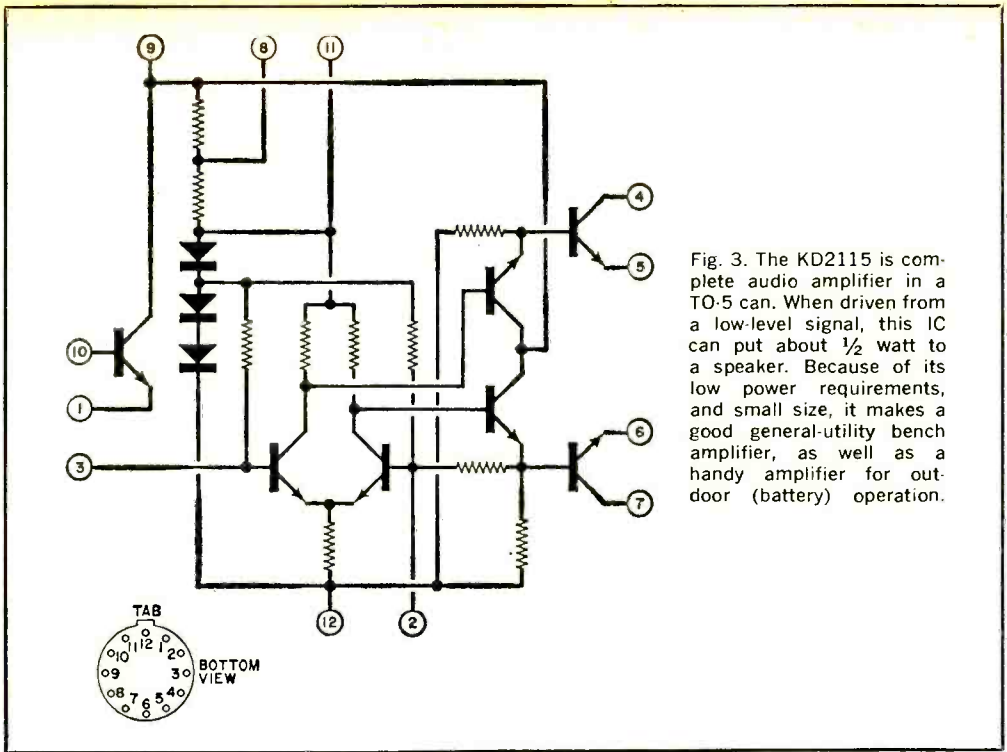 9
8
11
4
5
10
1
3
6
7
12
2
Fig. 3. The KD2115 is com-
plete audio amplifier in a
TO-5 can. When driven from
a low-level signal, this IC
can put about ½ watt to
a speaker. Because of its
low power requirements,
and small size, it makes a
good general-utility bench
amplifier, as well as a
handy amplifier for out-
door (battery) operation.
TAB
11 12 1
10 2
9 3
8 4
7 6 5
BOTTOM
VIEW